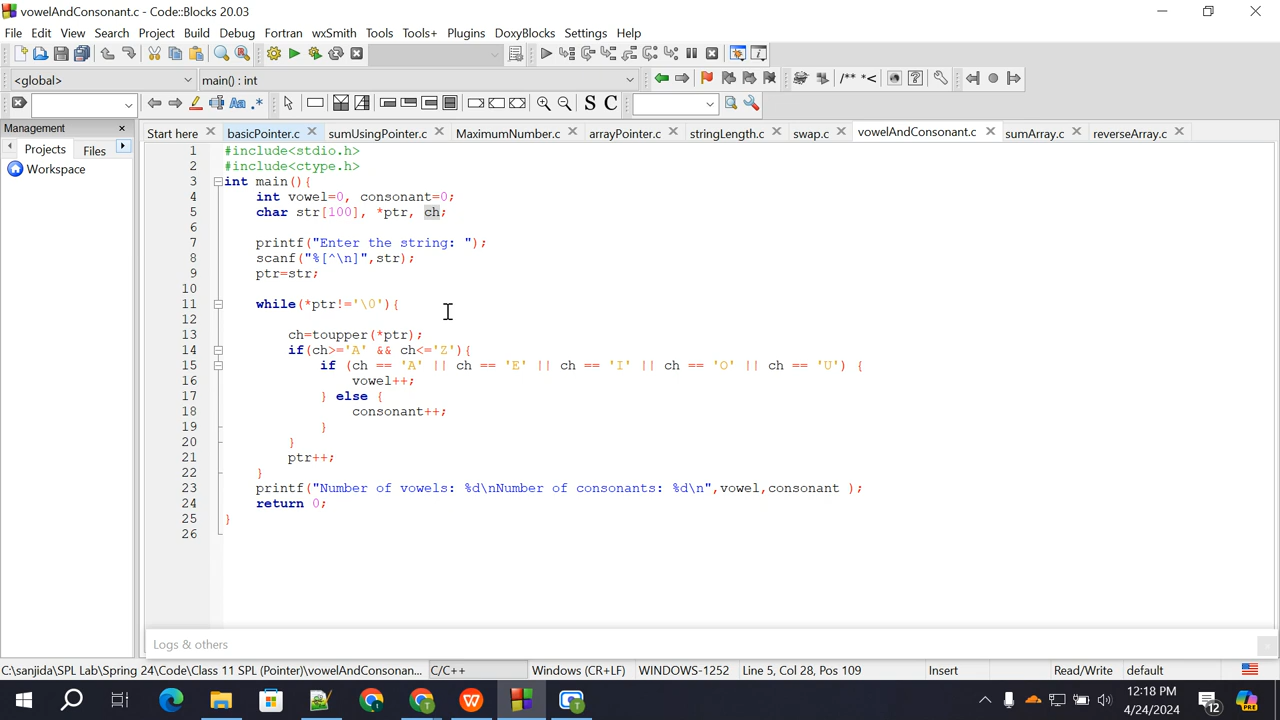 vowelAndConsonant.c - Code::Blocks 20.03
File Edit View Search Project Build Debug Fortran wxSmith Tools Tools+ Plugins DoxyBlocks Settings Help
<global> main() : int
/** *<
Aa .* S C
Management
Start here basicPointer.c sumUsingPointer.c MaximumNumber.c arrayPointer.c stringLength.c swap.c vowelAndConsonant.c sumArray.c reverseArray.c
Projects Files
Workspace
1 #include<stdio.h>
2 #include<ctype.h>
3 int main(){
4 int vowel=0, consonant=0;
5 char str[100], *ptr, ch;
6
7 printf("Enter the string: ");
8 scanf("%[^\n]",str);
9 ptr=str;
10
11 while(*ptr!='\0'){
12
13 ch=toupper(*ptr);
14 if(ch>='A' && ch<='Z'){
15 if (ch == 'A' || ch == 'E' || ch == 'I' || ch == 'O' || ch == 'U') {
16 vowel++;
17 } else {
18 consonant++;
19 }
20 }
21 ptr++;
22 }
23 printf("Number of vowels: %d\nNumber of consonants: %d\n",vowel,consonant );
24 return 0;
25 }
26
Logs & others
C:\sanjida\SPL Lab\Spring 24\Code\Class 11 SPL (Pointer)\vowelAndConsonan... C/C++ Windows (CR+LF) WINDOWS-1252 Line 5, Col 28, Pos 109 Insert Read/Write default
12:18 PM
4/24/2024
12
PRE